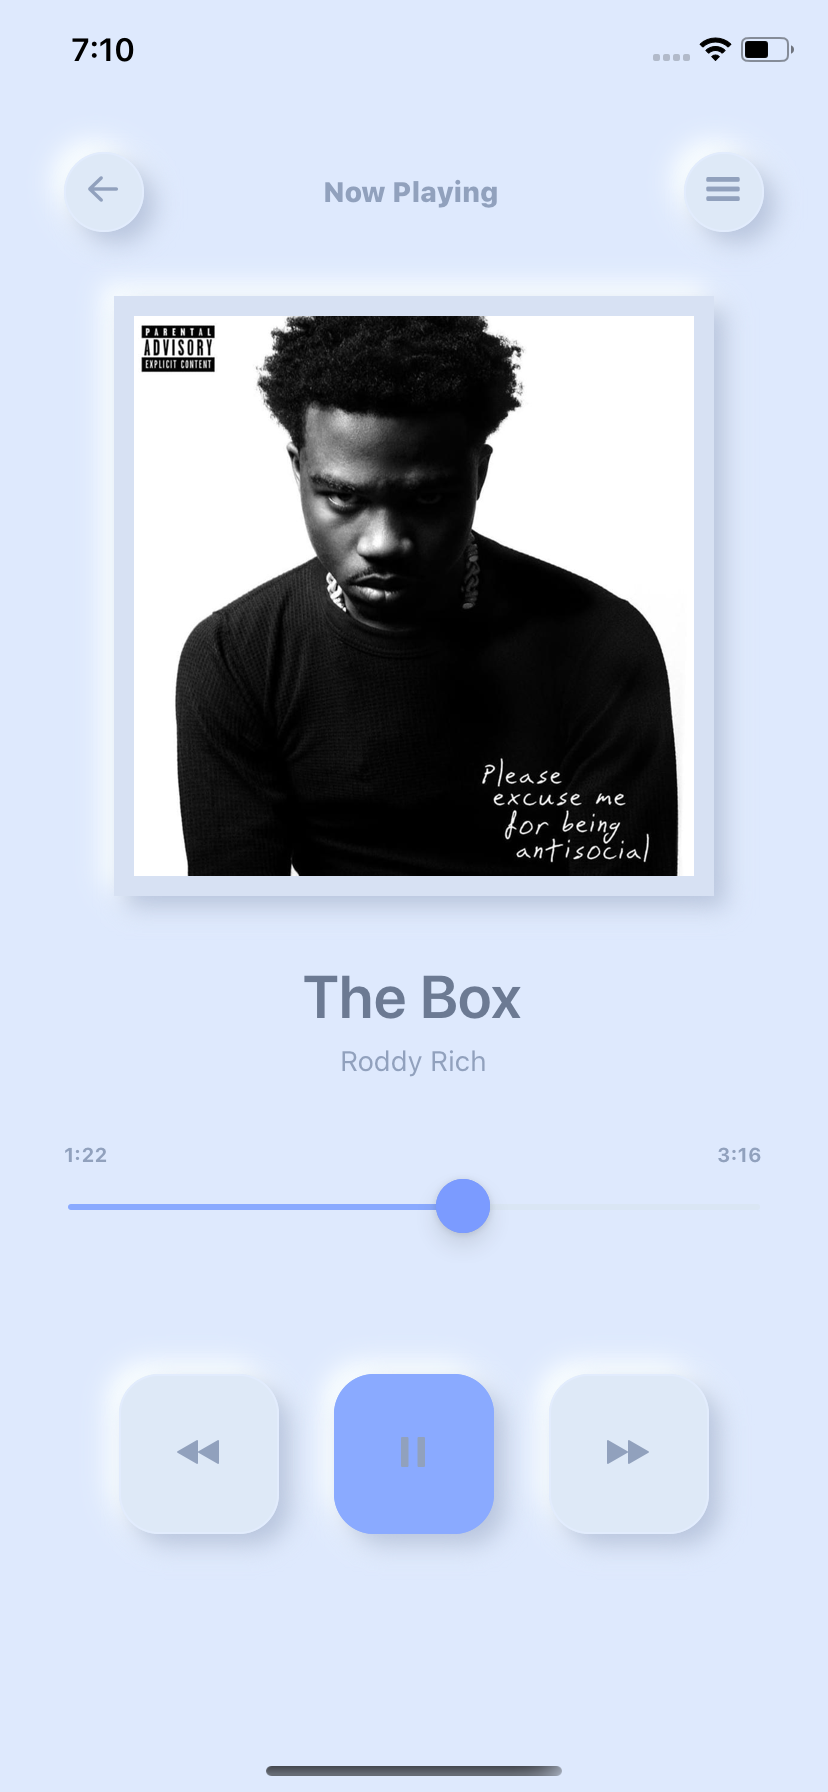 7:10
Now Playing
PARENTAL
ADVISORY
EXPLICIT CONTENT
Please
excuse me
for being
antisocial
The Box
Roddy Rich
1:22 3:16